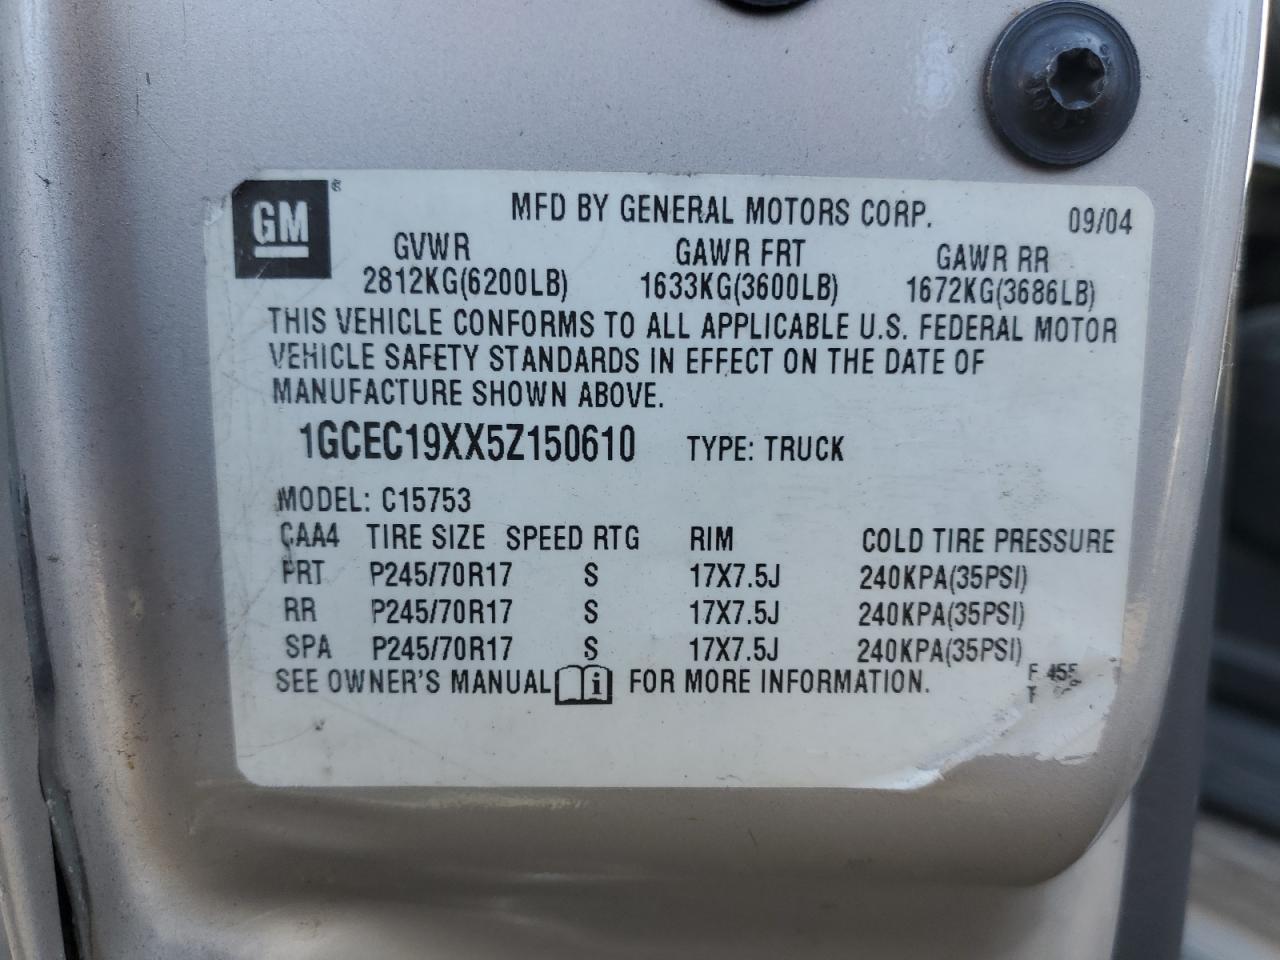 GM® MFD BY GENERAL MOTORS CORP. 09/04
GVWR GAWR FRT GAWR RR
2812KG(6200LB) 1633KG(3600LB) 1672KG(3686LB)
THIS VEHICLE CONFORMS TO ALL APPLICABLE U.S. FEDERAL MOTOR
VEHICLE SAFETY STANDARDS IN EFFECT ON THE DATE OF
MANUFACTURE SHOWN ABOVE.
1GCEC19XX5Z150610 TYPE: TRUCK
MODEL: C15753
CAA4 TIRE SIZE SPEED RTG RIM COLD TIRE PRESSURE
FRT P245/70R17 S 17X7.5J 240KPA(35PSI)
RR P245/70R17 S 17X7.5J 240KPA(35PSI)
SPA P245/70R17 S 17X7.5J 240KPA(35PSI)
SEE OWNER'S MANUAL i FOR MORE INFORMATION.